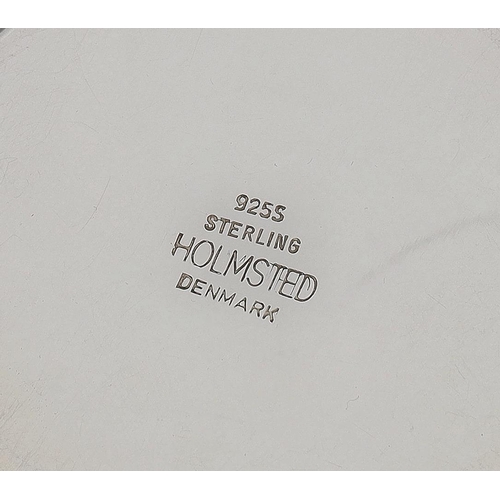 925S
STERLING
HOLMSTED
DENMARK